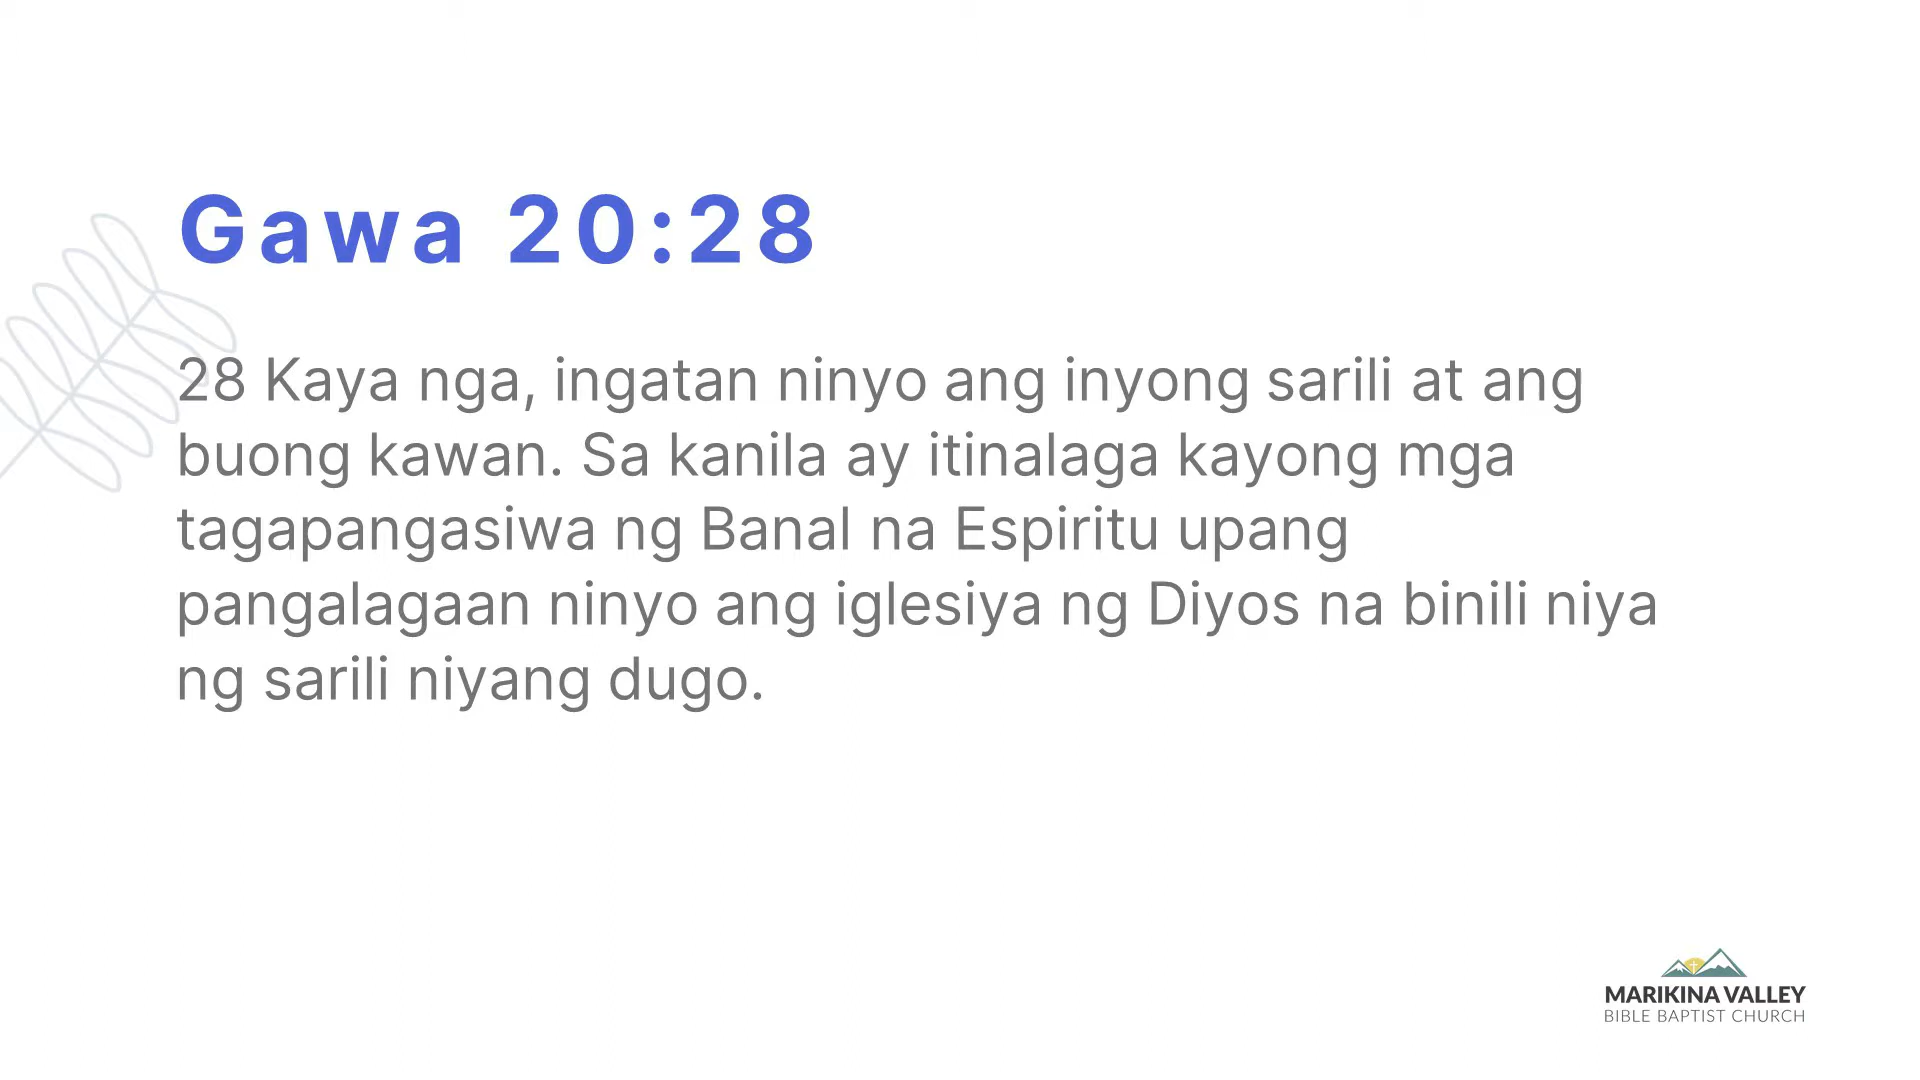 Gawa 20:28
28 Kaya nga, ingatan ninyo ang inyong sarili at ang
buong kawan. Sa kanila ay itinalaga kayong mga
tagapangasiwa ng Banal na Espiritu upang
pangalagaan ninyo ang iglesiya ng Diyos na binili niya
ng sarili niyang dugo.
MARIKINA VALLEY
BIBLE BAPTIST CHURCH